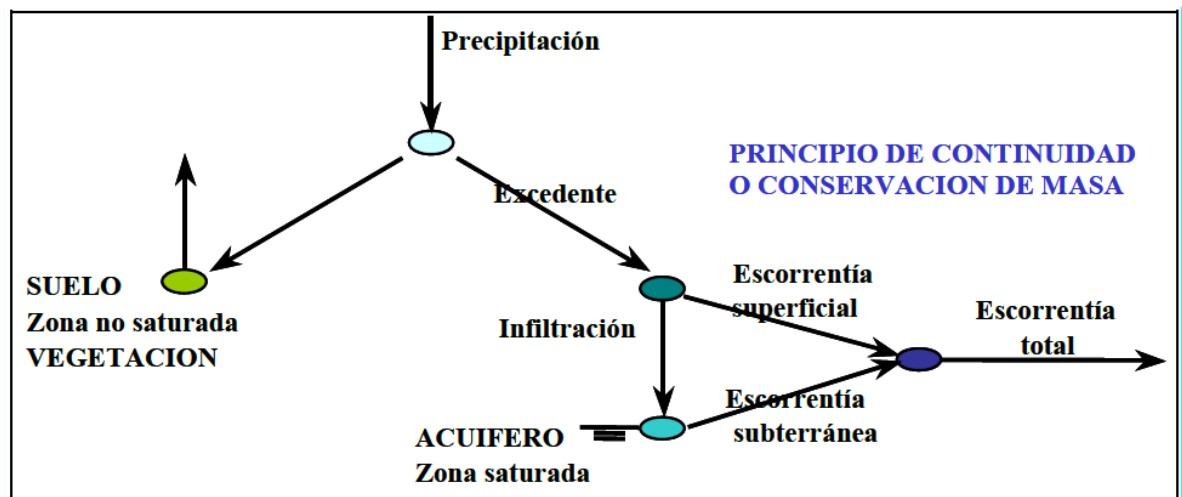 Precipitación
PRINCIPIO DE CONTINUIDAD
O CONSERVACION DE MASA
Excedente
SUELO
Zona no saturada
VEGETACION
Escorrentía
superficial
Infiltración
Escorrentía
total
Escorrentía
subterránea
ACUIFERO
Zona saturada